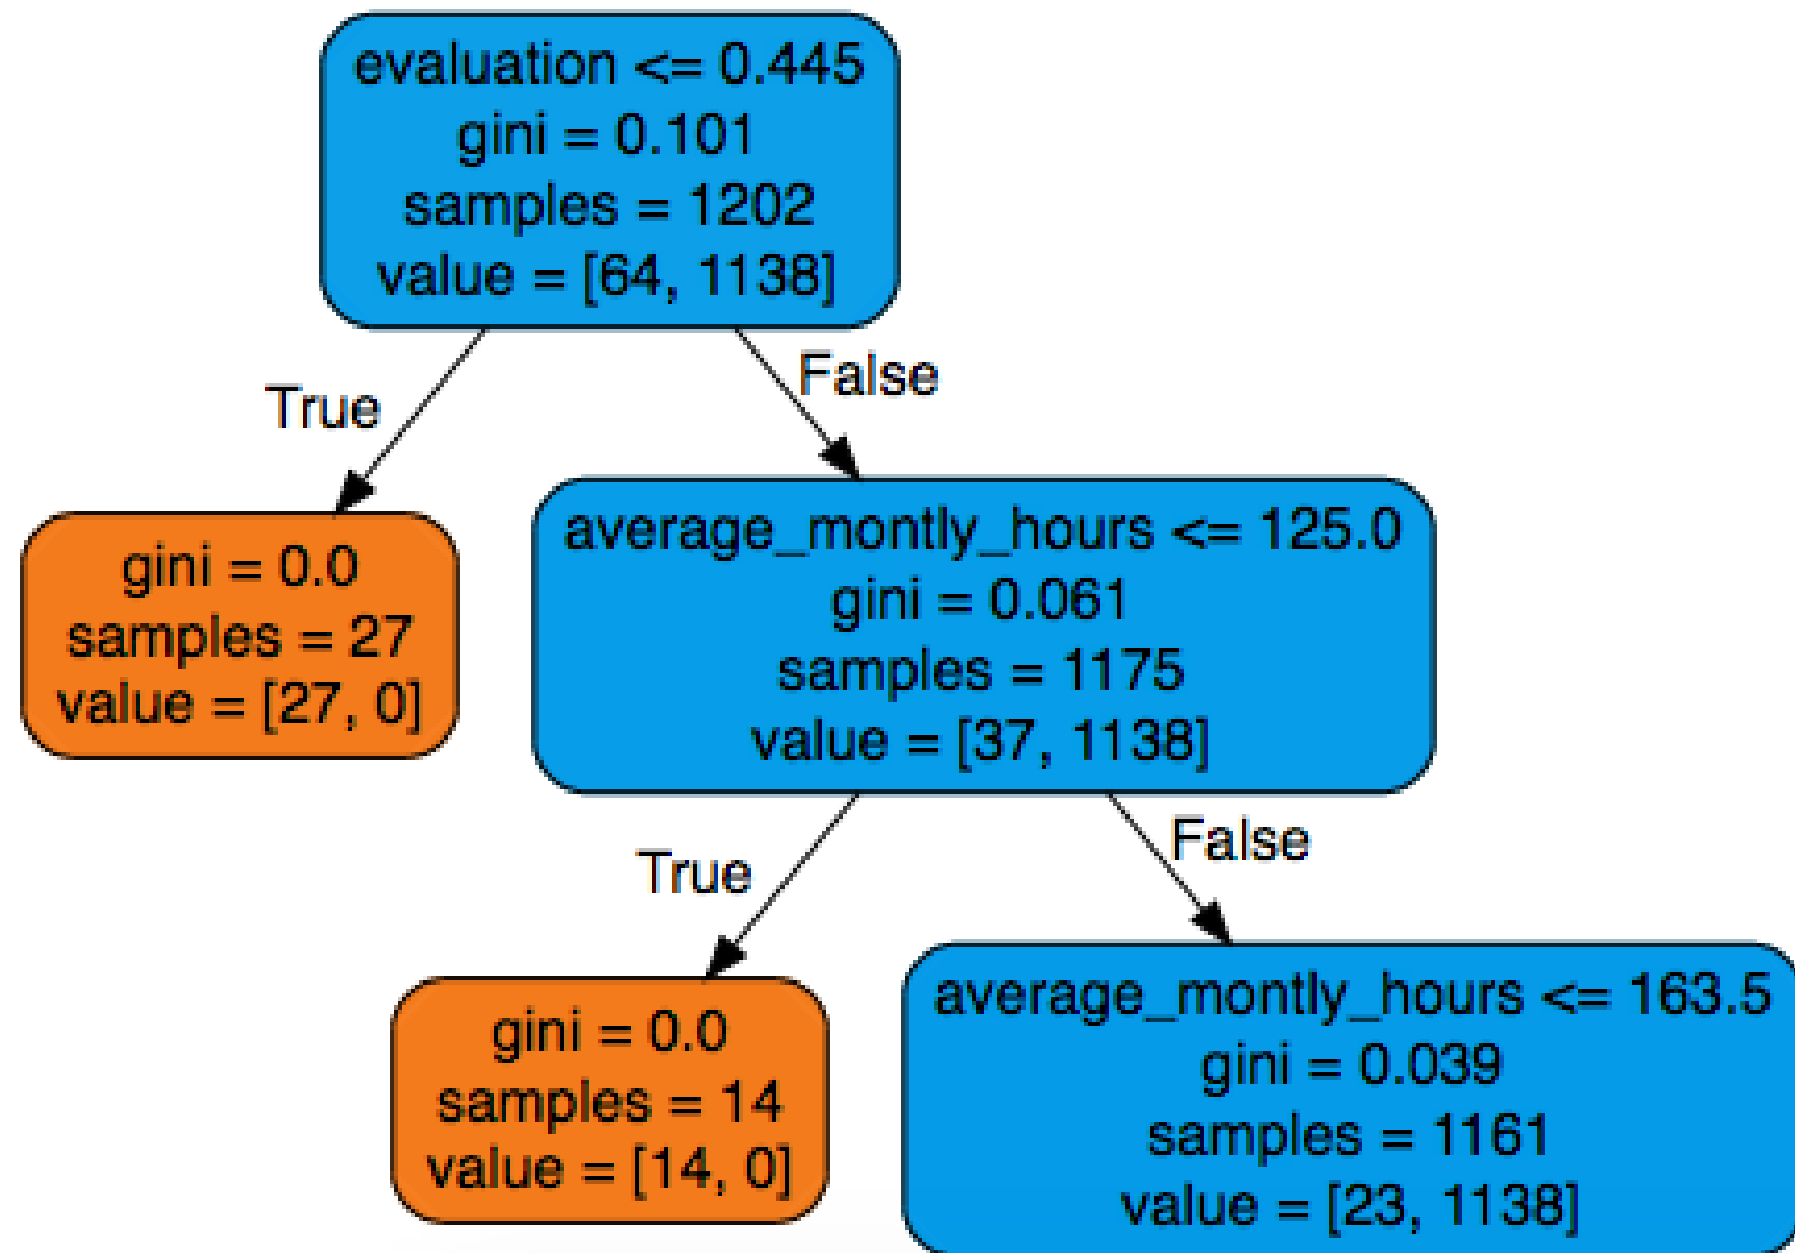 evaluation <= 0.445
gini = 0.101
samples = 1202
value = [64, 1138]
True
False
gini = 0.0
samples = 27
value = [27, 0]
average_montly_hours <= 125.0
gini = 0.061
samples = 1175
value = [37, 1138]
True
False
gini = 0.0
samples = 14
value = [14, 0]
average_montly_hours <= 163.5
gini = 0.039
samples = 1161
value = [23, 1138]